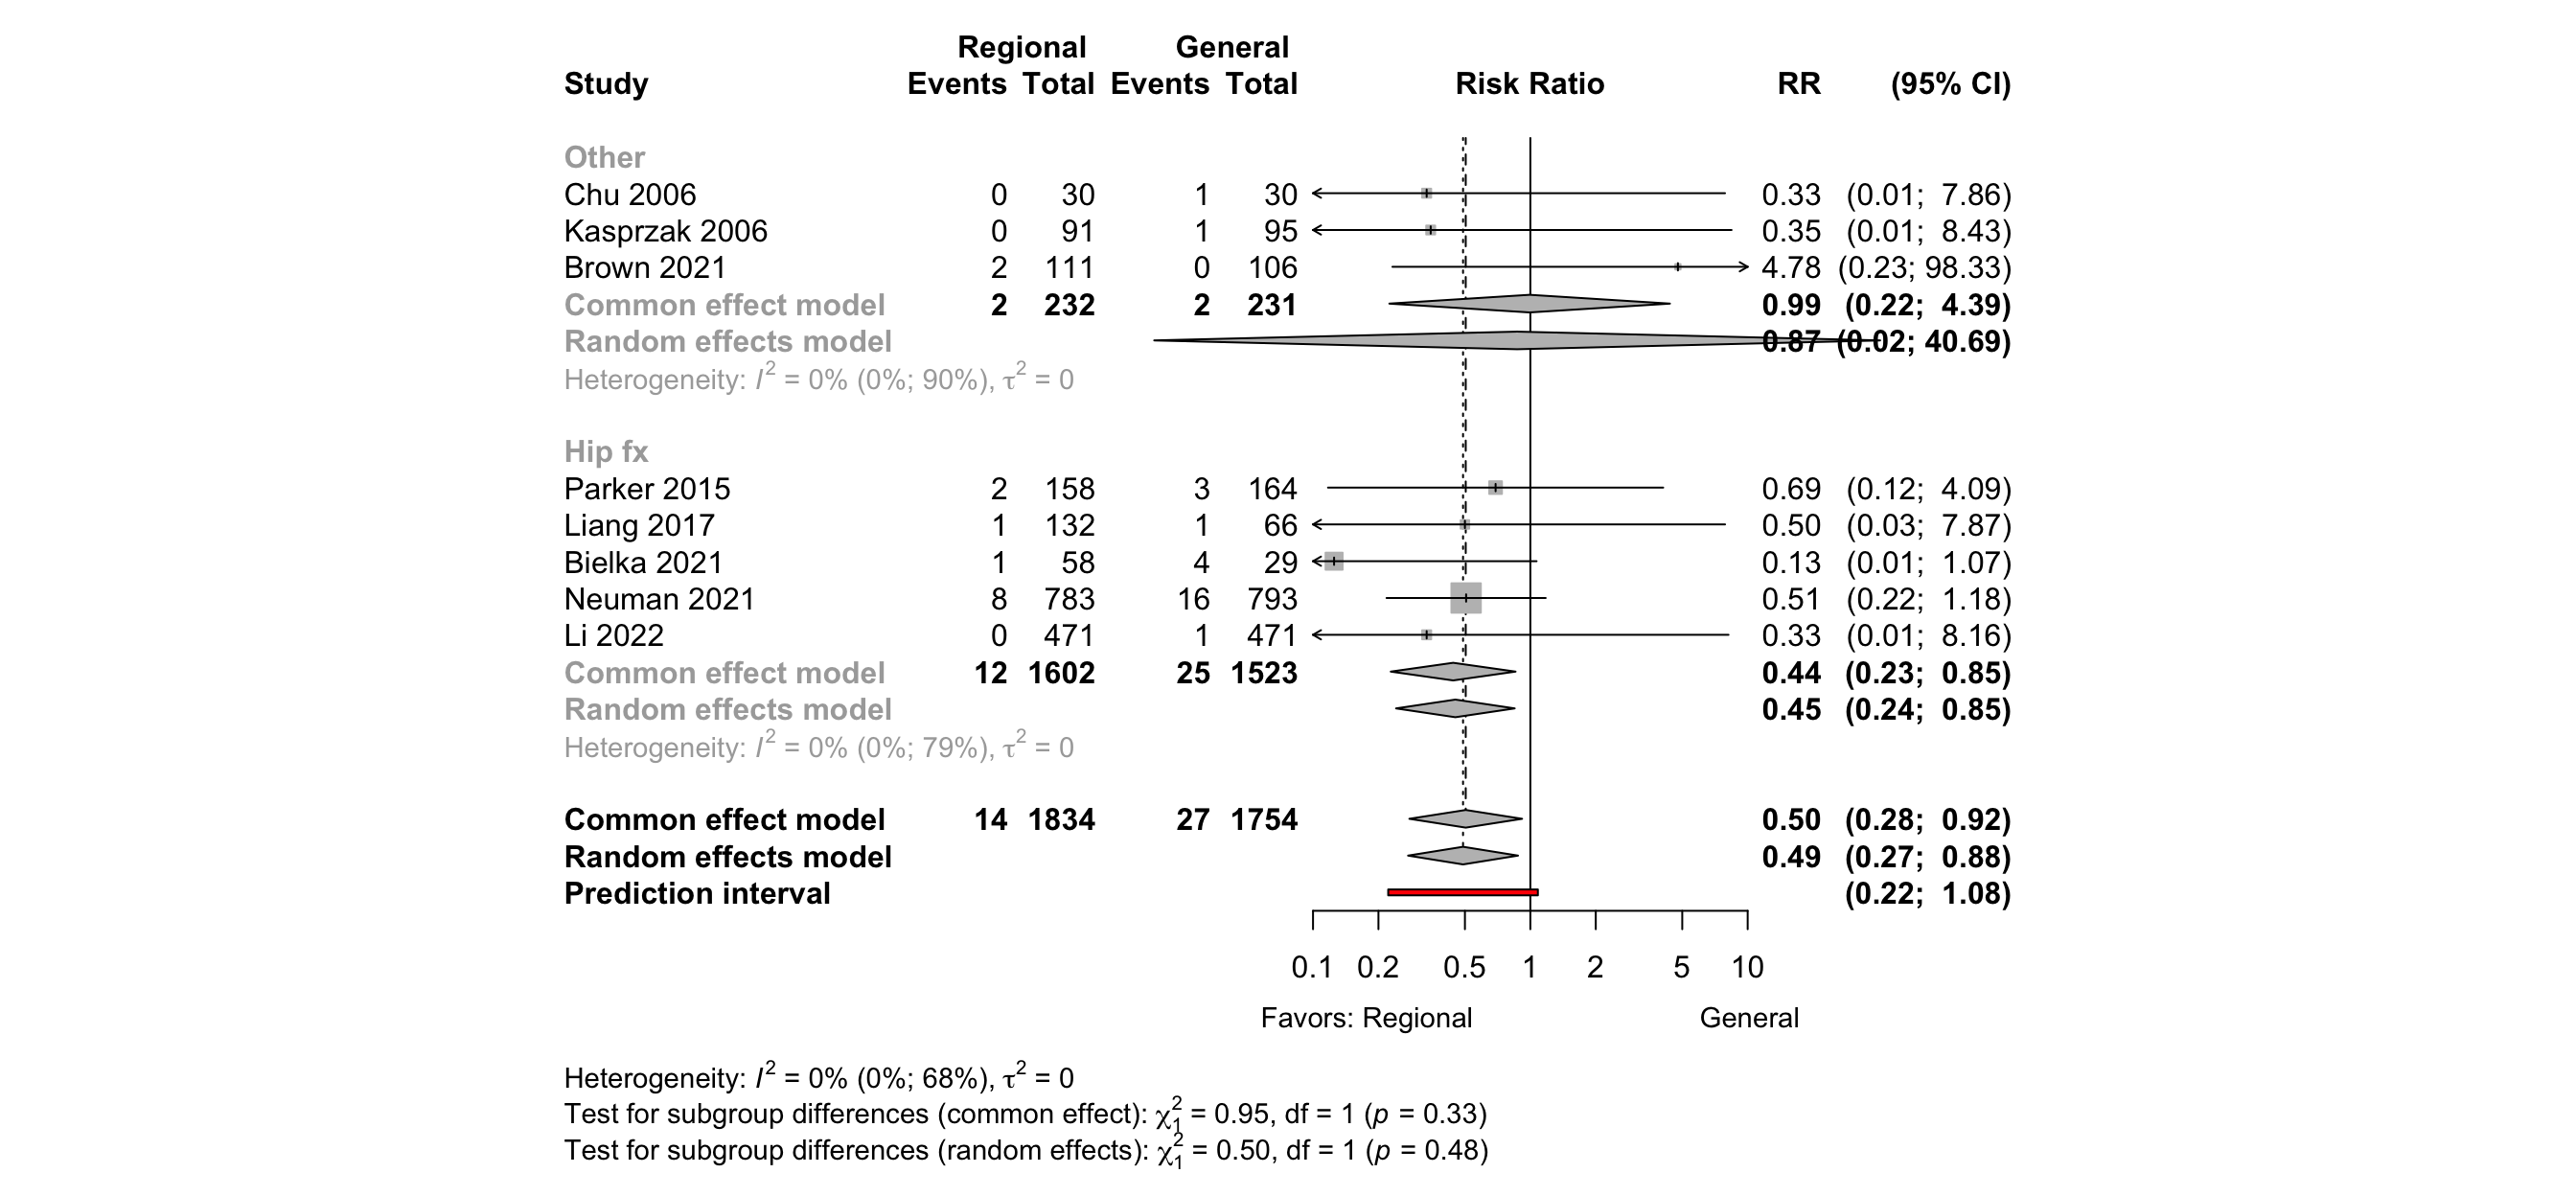 Regional General
Study Events Total Events Total Risk Ratio RR (95% CI)
Other
Chu 2006 0 30 1 30 0.33 (0.01; 7.86)
Kasprzak 2006 0 91 1 95 0.35 (0.01; 8.43)
Brown 2021 2 111 0 106 4.78 (0.23; 98.33)
Common effect model 2 232 2 231 0.99 (0.22; 4.39)
Random effects model 0.87 (0.02; 40.69)
Heterogeneity: I² = 0% (0%; 90%), τ² = 0
Hip fx
Parker 2015 2 158 3 164 0.69 (0.12; 4.09)
Liang 2017 1 132 1 66 0.50 (0.03; 7.87)
Bielka 2021 1 58 4 29 0.13 (0.01; 1.07)
Neuman 2021 8 783 16 793 0.51 (0.22; 1.18)
Li 2022 0 471 1 471 0.33 (0.01; 8.16)
Common effect model 12 1602 25 1523 0.44 (0.23; 0.85)
Random effects model 0.45 (0.24; 0.85)
Heterogeneity: I² = 0% (0%; 79%), τ² = 0
Common effect model 14 1834 27 1754 0.50 (0.28; 0.92)
Random effects model 0.49 (0.27; 0.88)
Prediction interval (0.22; 1.08)
0.1 0.2 0.5 1 2 5 10
Favors: Regional General
Heterogeneity: I² = 0% (0%; 68%), τ² = 0
Test for subgroup differences (common effect): χ²₁ = 0.95, df = 1 (p = 0.33)
Test for subgroup differences (random effects): χ²₁ = 0.50, df = 1 (p = 0.48)